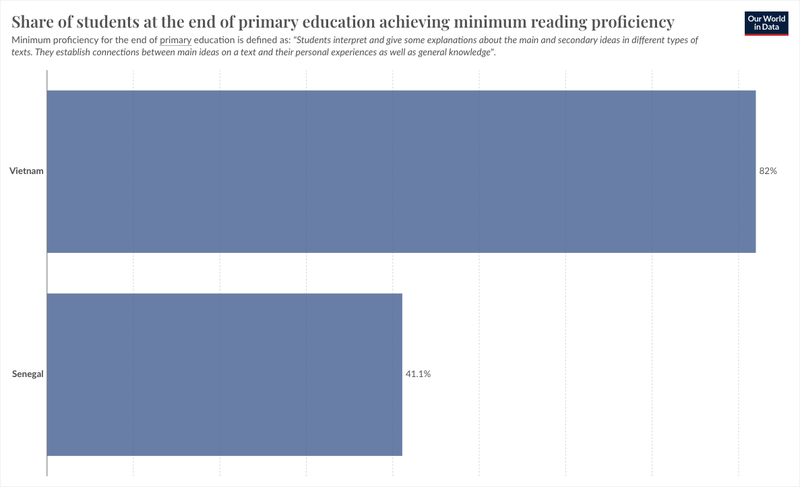 Share of students at the end of primary education achieving minimum reading proficiency
Our World
in Data
Minimum proficiency for the end of primary education is defined as: "Students interpret and give some explanations about the main and secondary ideas in different types of
texts. They establish connections between main ideas on a text and their personal experiences as well as general knowledge".
Vietnam
82%
Senegal
41.1%